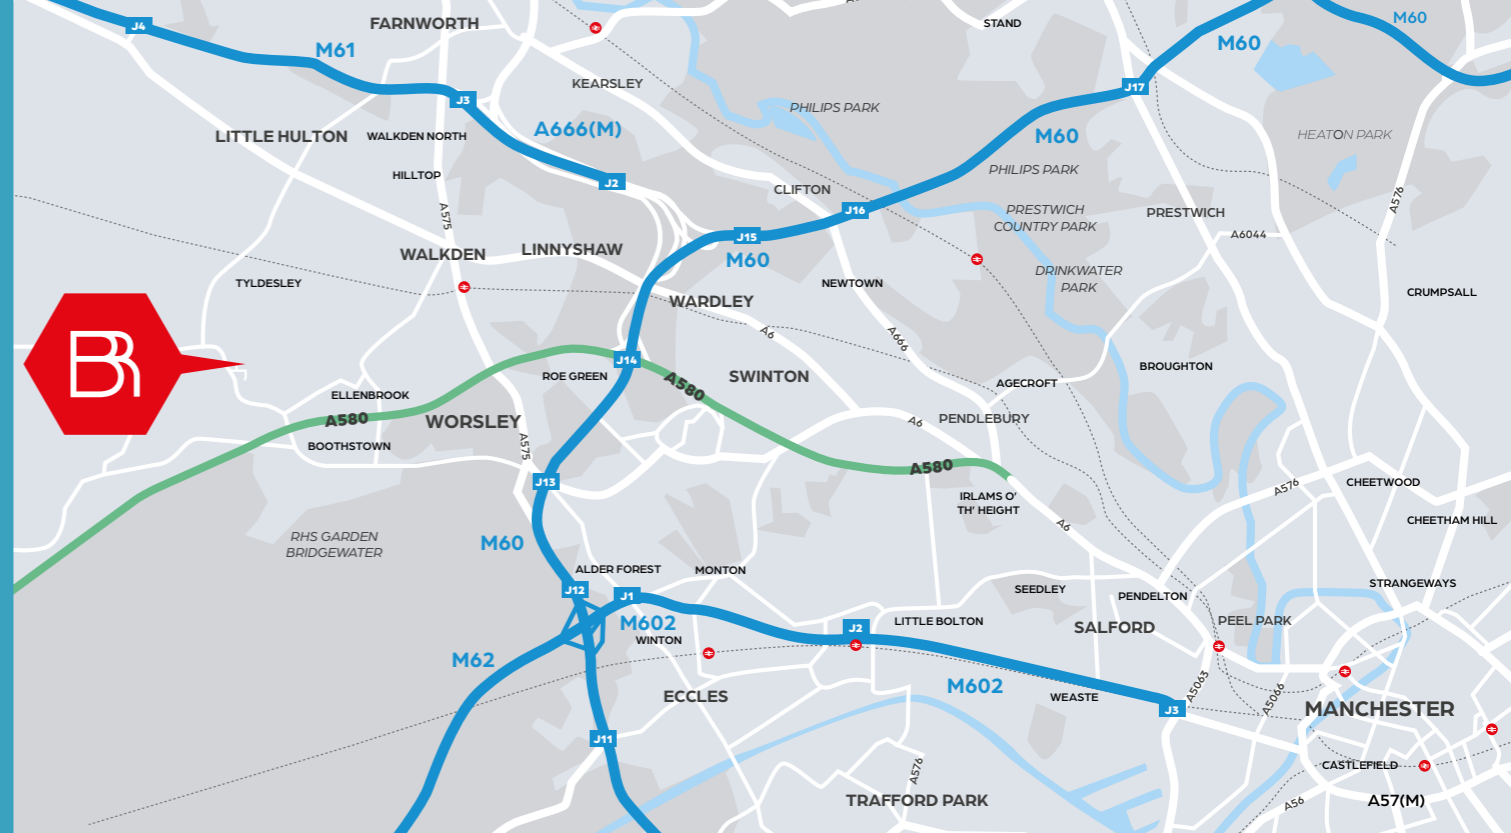 FARNWORTH
STAND
M60
J4
M61
M60
KEARSLEY
J17
J3
PHILIPS PARK
A666(M)
LITTLE HULTON
WALKDEN NORTH
M60
HEATON PARK
HILLTOP
J2
CLIFTON
PHILIPS PARK
A576
A575
J16
PRESTWICH
COUNTRY PARK
PRESTWICH
J15
A6044
WALKDEN
LINNYSHAW
M60
TYLDESLEY
NEWTOWN
DRINKWATER
PARK
CRUMPSALL
WARDLEY
A6
A666
BR
J14
ROE GREEN
SWINTON
A580
BROUGHTON
AGECROFT
ELLENBROOK
A580
WORSLEY
A6
PENDLEBURY
BOOTHSTOWN
A575
A580
J13
IRLAMS O'
TH' HEIGHT
A576
CHEETWOOD
A6
CHEETHAM HILL
RHS GARDEN
BRIDGEWATER
M60
ALDER FOREST
MONTON
J12
J1
SEEDLEY
PENDELTON
STRANGEWAYS
M602
WINTON
J2
LITTLE BOLTON
SALFORD
PEEL PARK
M62
M602
WEASTE
A5063
A5066
ECCLES
J3
MANCHESTER
J11
A576
CASTLEFIELD
TRAFFORD PARK
A56
A57(M)